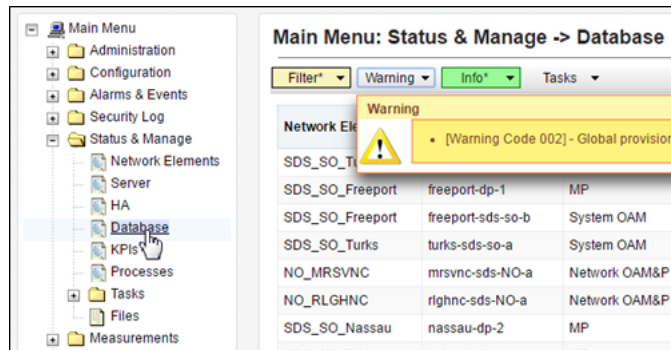 Main Menu
Administration
Configuration
Alarms & Events
Security Log
Status & Manage
Network Elements
Server
HA
Database
KPIs
Processes
Tasks
Files
Measurements
Main Menu: Status & Manage -> Database
Filter* Warning Info* Tasks
Warning
[Warning Code 002] - Global provision
Network Ele
SDS_SO_Tu
SDS_SO_Freeport freeport-dp-1 MP
SDS_SO_Freeport freeport-sds-so-b System OAM
SDS_SO_Turks turks-sds-so-a System OAM
NO_MRSVNC mrsvnc-sds-NO-a Network OAM&P
NO_RLGHNC rlghnc-sds-NO-a Network OAM&P
SDS_SO_Nassau nassau-dp-2 MP